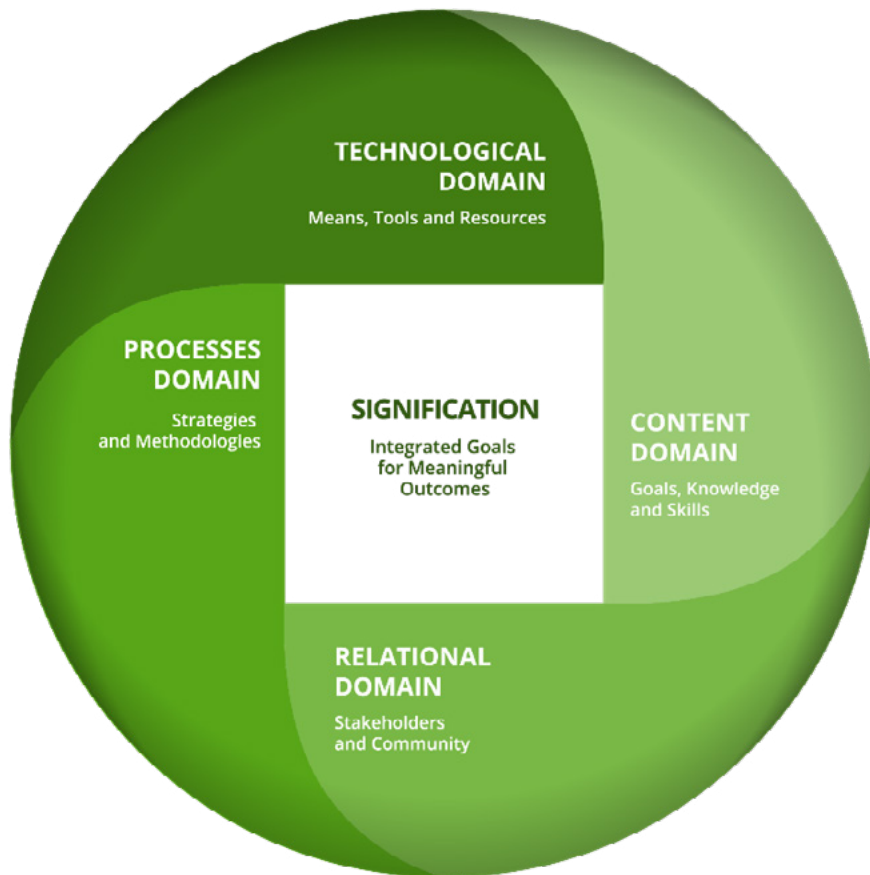 TECHNOLOGICAL
DOMAIN
Means, Tools and Resources
PROCESSES
DOMAIN
Strategies
and Methodologies
SIGNIFICATION
Integrated Goals
for Meaningful
Outcomes
CONTENT
DOMAIN
Goals, Knowledge
and Skills
RELATIONAL
DOMAIN
Stakeholders
and Community